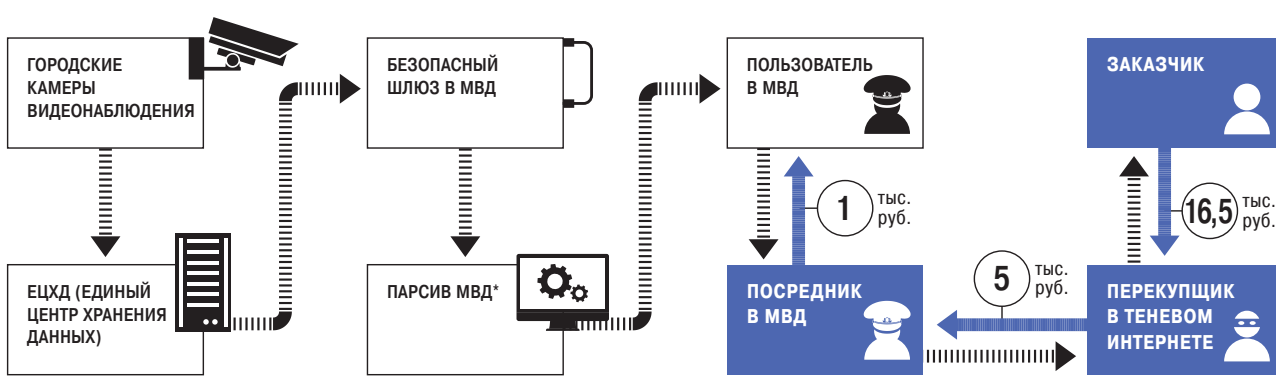 ГОРОДСКИЕ
КАМЕРЫ
ВИДЕОНАБЛЮДЕНИЯ
ЕЦХД (ЕДИНЫЙ
ЦЕНТР ХРАНЕНИЯ
ДАННЫХ)
БЕЗОПАСНЫЙ
ШЛЮЗ В МВД
ПАРСИВ МВД*
ПОЛЬЗОВАТЕЛЬ
В МВД
1 тыс.
руб.
ПОСРЕДНИК
В МВД
5 тыс.
руб.
ЗАКАЗЧИК
16,5 тыс.
руб.
ПЕРЕКУПЩИК
В ТЕНЕВОМ
ИНТЕРНЕТЕ